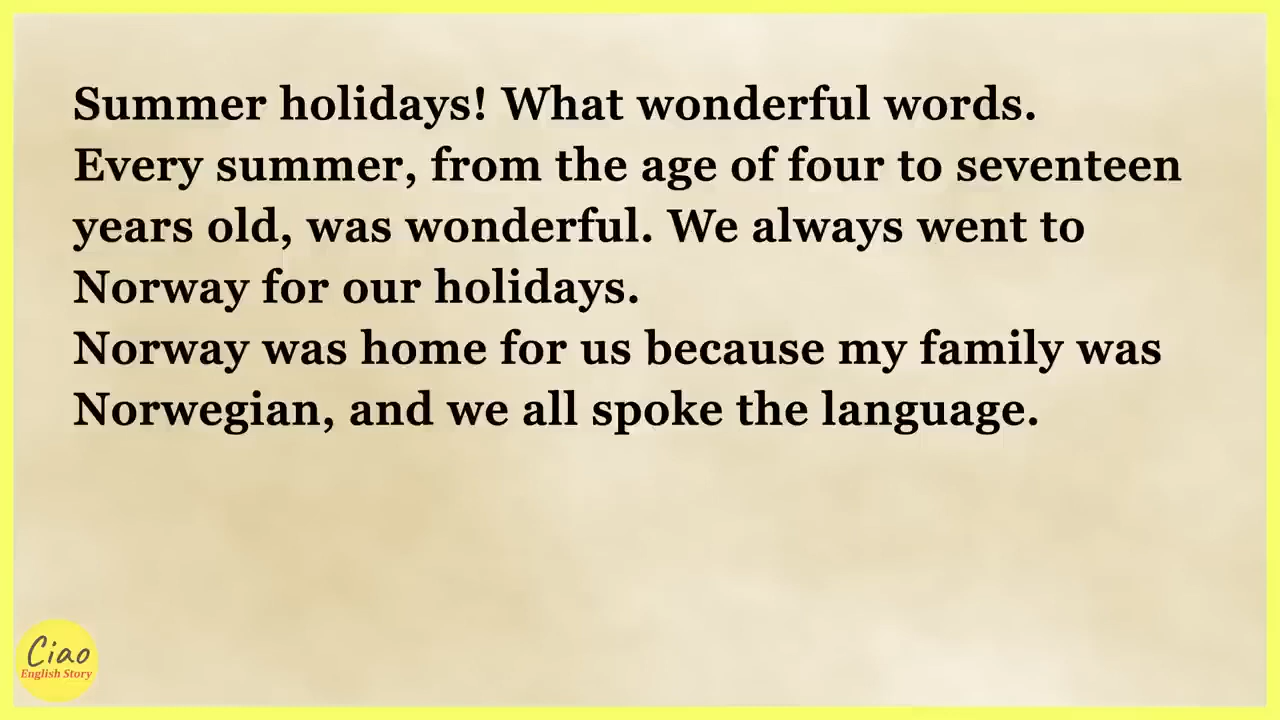 Summer holidays! What wonderful words.
Every summer, from the age of four to seventeen
years old, was wonderful. We always went to
Norway for our holidays.
Norway was home for us because my family was
Norwegian, and we all spoke the language.
Ciao
English Story